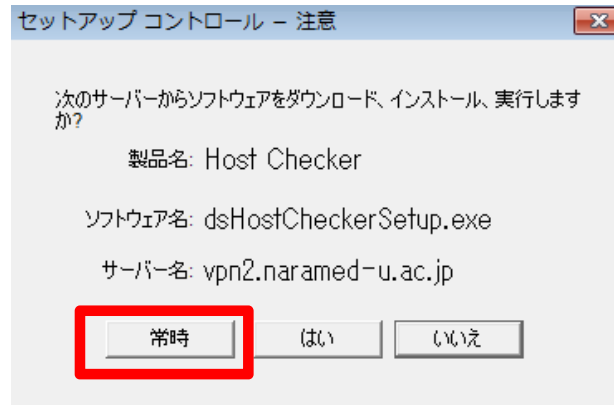 セットアップ コントロール – 注意
次のサーバーからソフトウェアをダウンロード、インストール、実行します
か?
製品名: Host Checker
ソフトウェア名: dsHostCheckerSetup.exe
サーバー名: vpn2.naramed-u.ac.jp
常時 はい いいえ